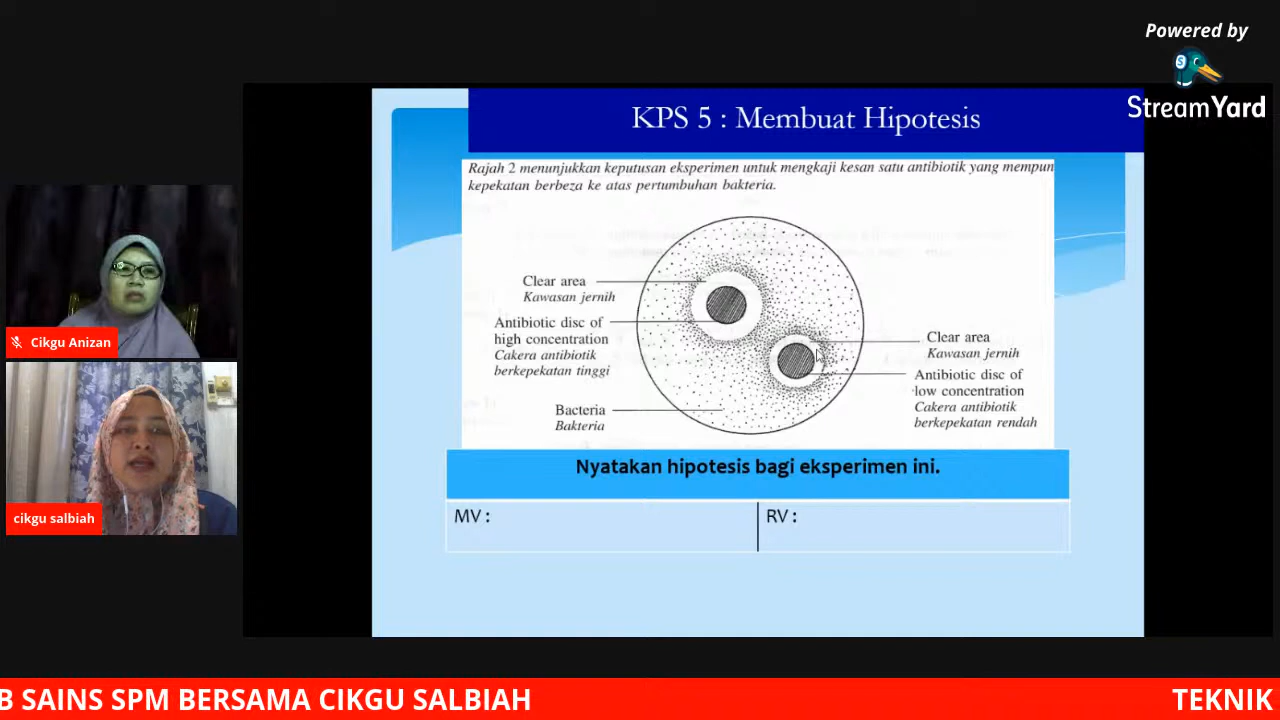 Powered by
StreamYard
KPS 5 : Membuat Hipotesis
Rajah 2 menunjukkan keputusan eksperimen untuk mengkaji kesan satu antibiotik yang mempun
kepekatan berbeza ke atas pertumbuhan bakteria.
Clear area
Kawasan jernih
Antibiotic disc of
high concentration
Cakera antibiotik
berkepekatan tinggi
Bacteria
Bakteria
Clear area
Kawasan jernih
Antibiotic disc of
low concentration
Cakera antibiotik
berkepekatan rendah
Nyatakan hipotesis bagi eksperimen ini.
MV :
RV :
Cikgu Anizan
cikgu salbiah
B SAINS SPM BERSAMA CIKGU SALBIAH
TEKNIK